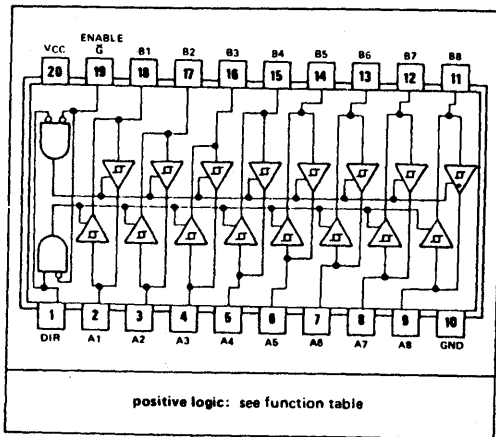 ENABLE
VCC G̅ B1 B2 B3 B4 B5 B6 B7 B8
20 19 18 17 16 15 14 13 12 11
1 2 3 4 5 6 7 8 9 10
DIR A1 A2 A3 A4 A5 A6 A7 A8 GND
positive logic: see function table